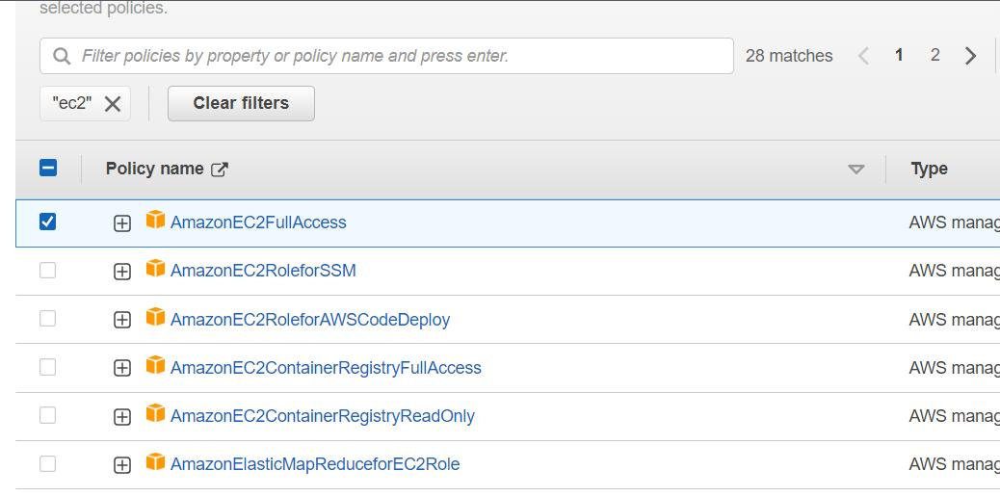 selected policies.
Filter policies by property or policy name and press enter.
28 matches
1
2
"ec2"
Clear filters
Policy name
Type
AmazonEC2FullAccess
AWS manag
AmazonEC2RoleforSSM
AWS manag
AmazonEC2RoleforAWSCodeDeploy
AWS manag
AmazonEC2ContainerRegistryFullAccess
AWS manag
AmazonEC2ContainerRegistryReadOnly
AWS manag
AmazonElasticMapReduceforEC2Role
AWS manag